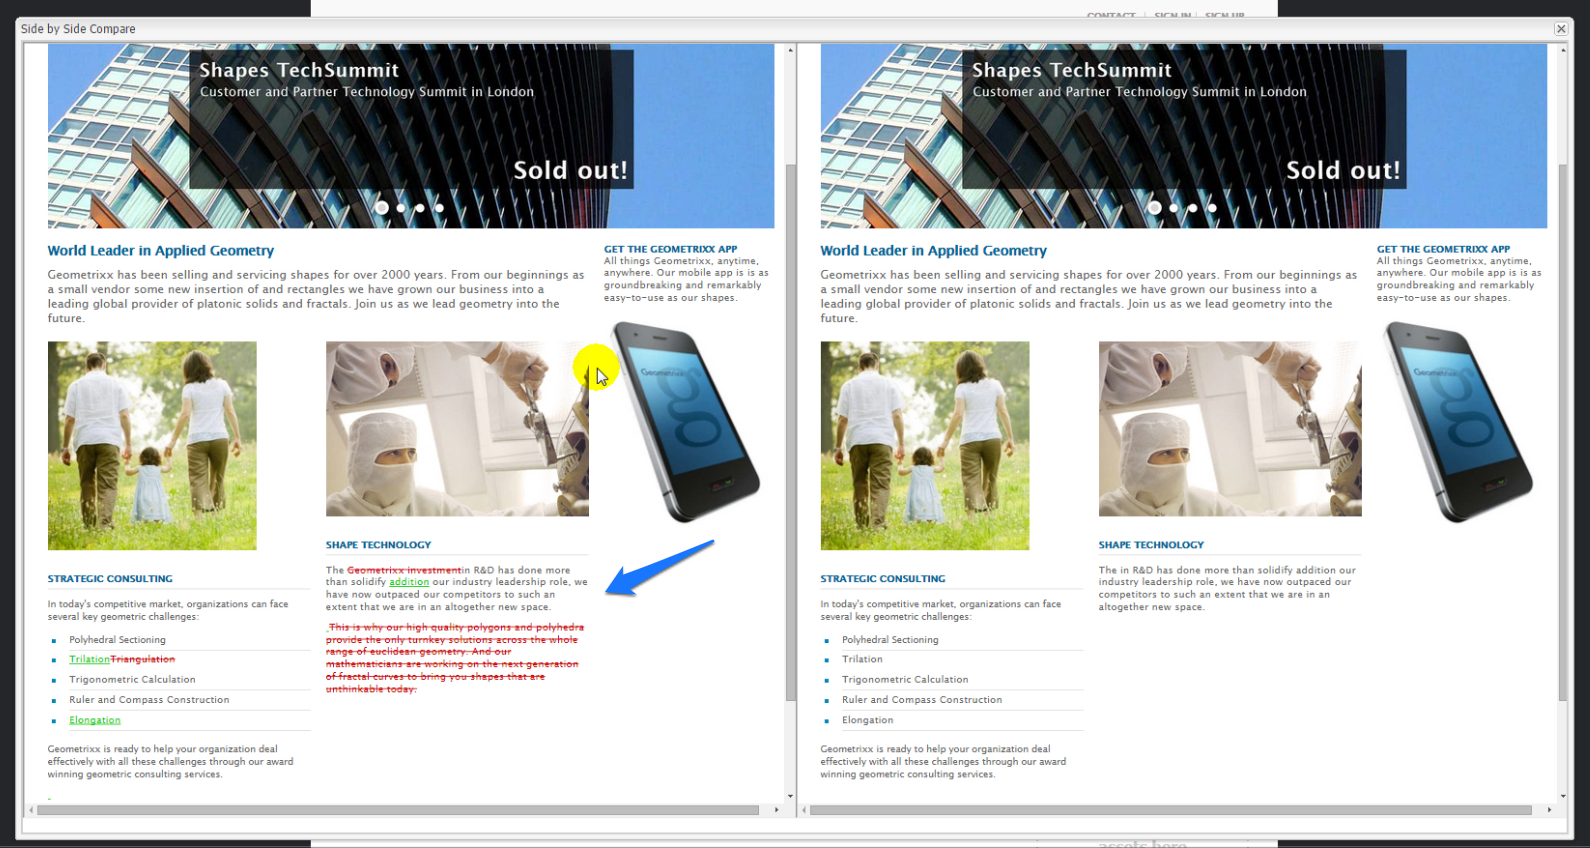 CONTACT | SIGN IN | SIGN UP
Side by Side Compare
Shapes TechSummit
Customer and Partner Technology Summit in London
Sold out!
World Leader in Applied Geometry
Geometrixx has been selling and servicing shapes for over 2000 years. From our beginnings as
a small vendor some new insertion of and rectangles we have grown our business into a
leading global provider of platonic solids and fractals. Join us as we lead geometry into the
future.
GET THE GEOMETRIXX APP
All things Geometrixx, anytime,
anywhere. Our mobile app is is as
groundbreaking and remarkably
easy-to-use as our shapes.
Geometrixx
g
STRATEGIC CONSULTING
In today's competitive market, organizations can face
several key geometric challenges:
Polyhedral Sectioning
TrilationTriangulation
Trigonometric Calculation
Ruler and Compass Construction
Elongation
Geometrixx is ready to help your organization deal
effectively with all these challenges through our award
winning geometric consulting services.
SHAPE TECHNOLOGY
The Geometrixx investmentin R&D has done more
than solidify addition our industry leadership role, we
have now outpaced our competitors to such an
extent that we are in an altogether new space.
This is why our high quality polygons and polyhedra
provide the only turnkey solutions across the whole
range of euclidean geometry. And our
mathematicians are working on the next generation
of fractal curves to bring you shapes that are
unthinkable today.
Shapes TechSummit
Customer and Partner Technology Summit in London
Sold out!
World Leader in Applied Geometry
Geometrixx has been selling and servicing shapes for over 2000 years. From our beginnings as
a small vendor some new insertion of and rectangles we have grown our business into a
leading global provider of platonic solids and fractals. Join us as we lead geometry into the
future.
GET THE GEOMETRIXX APP
All things Geometrixx, anytime,
anywhere. Our mobile app is is as
groundbreaking and remarkably
easy-to-use as our shapes.
Geometrixx
g
STRATEGIC CONSULTING
In today's competitive market, organizations can face
several key geometric challenges:
Polyhedral Sectioning
Trilation
Trigonometric Calculation
Ruler and Compass Construction
Elongation
Geometrixx is ready to help your organization deal
effectively with all these challenges through our award
winning geometric consulting services.
SHAPE TECHNOLOGY
The in R&D has done more than solidify addition our
industry leadership role, we have now outpaced our
competitors to such an extent that we are in an
altogether new space.
assets here